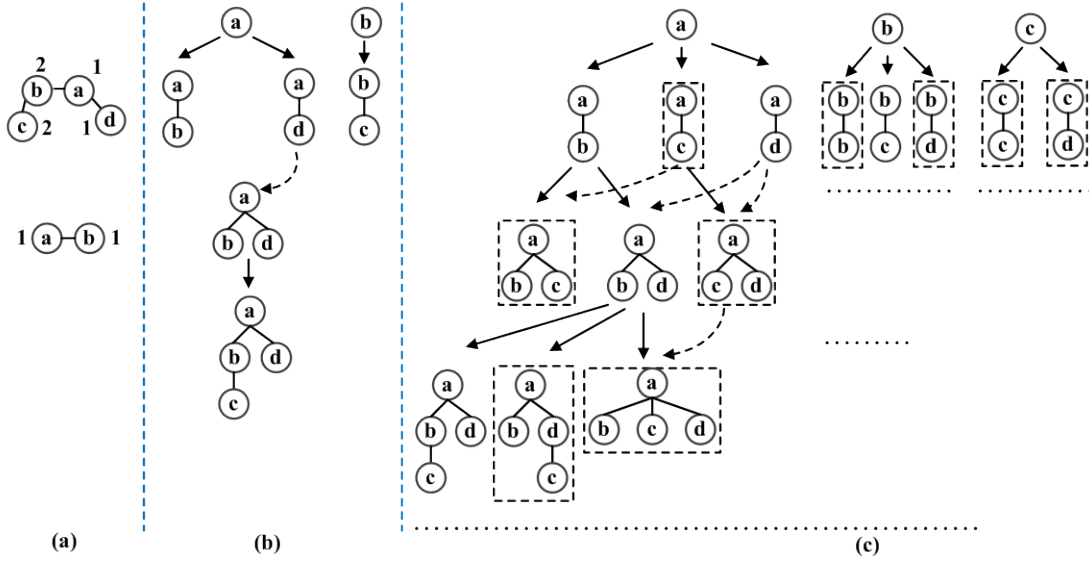 2 1
b a
c 2 1 d
1 a b 1
(a)
a b
a a b
b d c
a
b d
a
b d
c
(b)
a b c
a a a b b b c c
b c d b c d c d
a a a
b c b d c d
a a a
b d b d b c d
c c
(c)